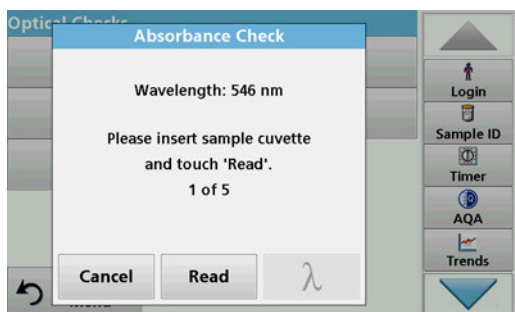 Optical Checks
Absorbance Check
Wavelength: 546 nm
Please insert sample cuvette
and touch 'Read'.
1 of 5
Cancel
Read
λ
Menu
Login
Sample ID
Timer
AQA
Trends